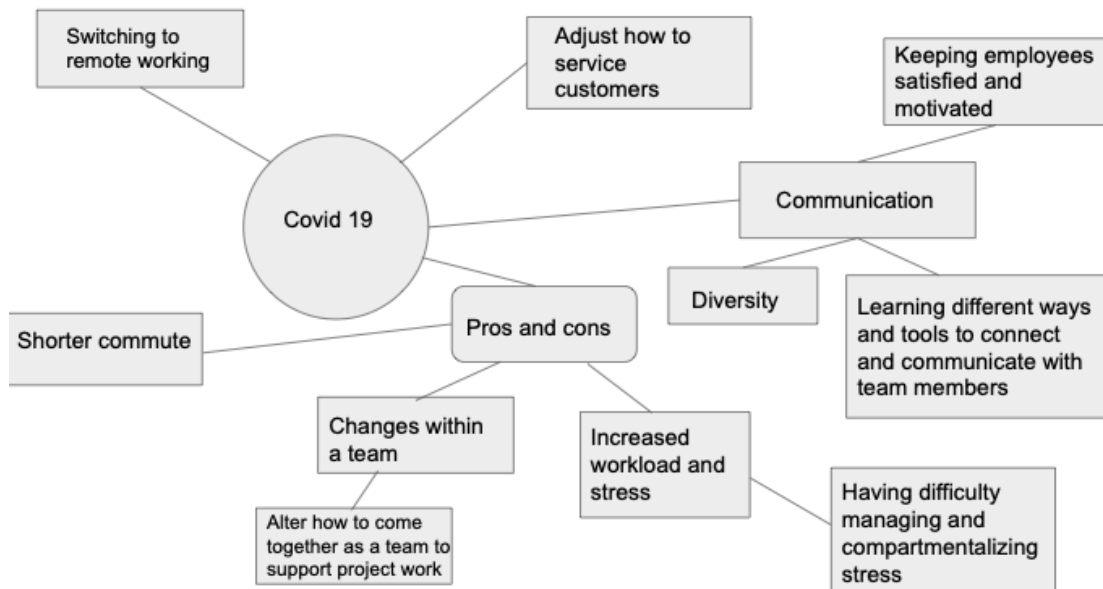 Switching to
remote working
Adjust how to
service
customers
Keeping employees
satisfied and
motivated
Covid 19
Communication
Diversity
Learning different ways
and tools to connect
and communicate with
team members
Pros and cons
Shorter commute
Changes within
a team
Increased
workload and
stress
Alter how to come
together as a team to
support project work
Having difficulty
managing and
compartmentalizing
stress